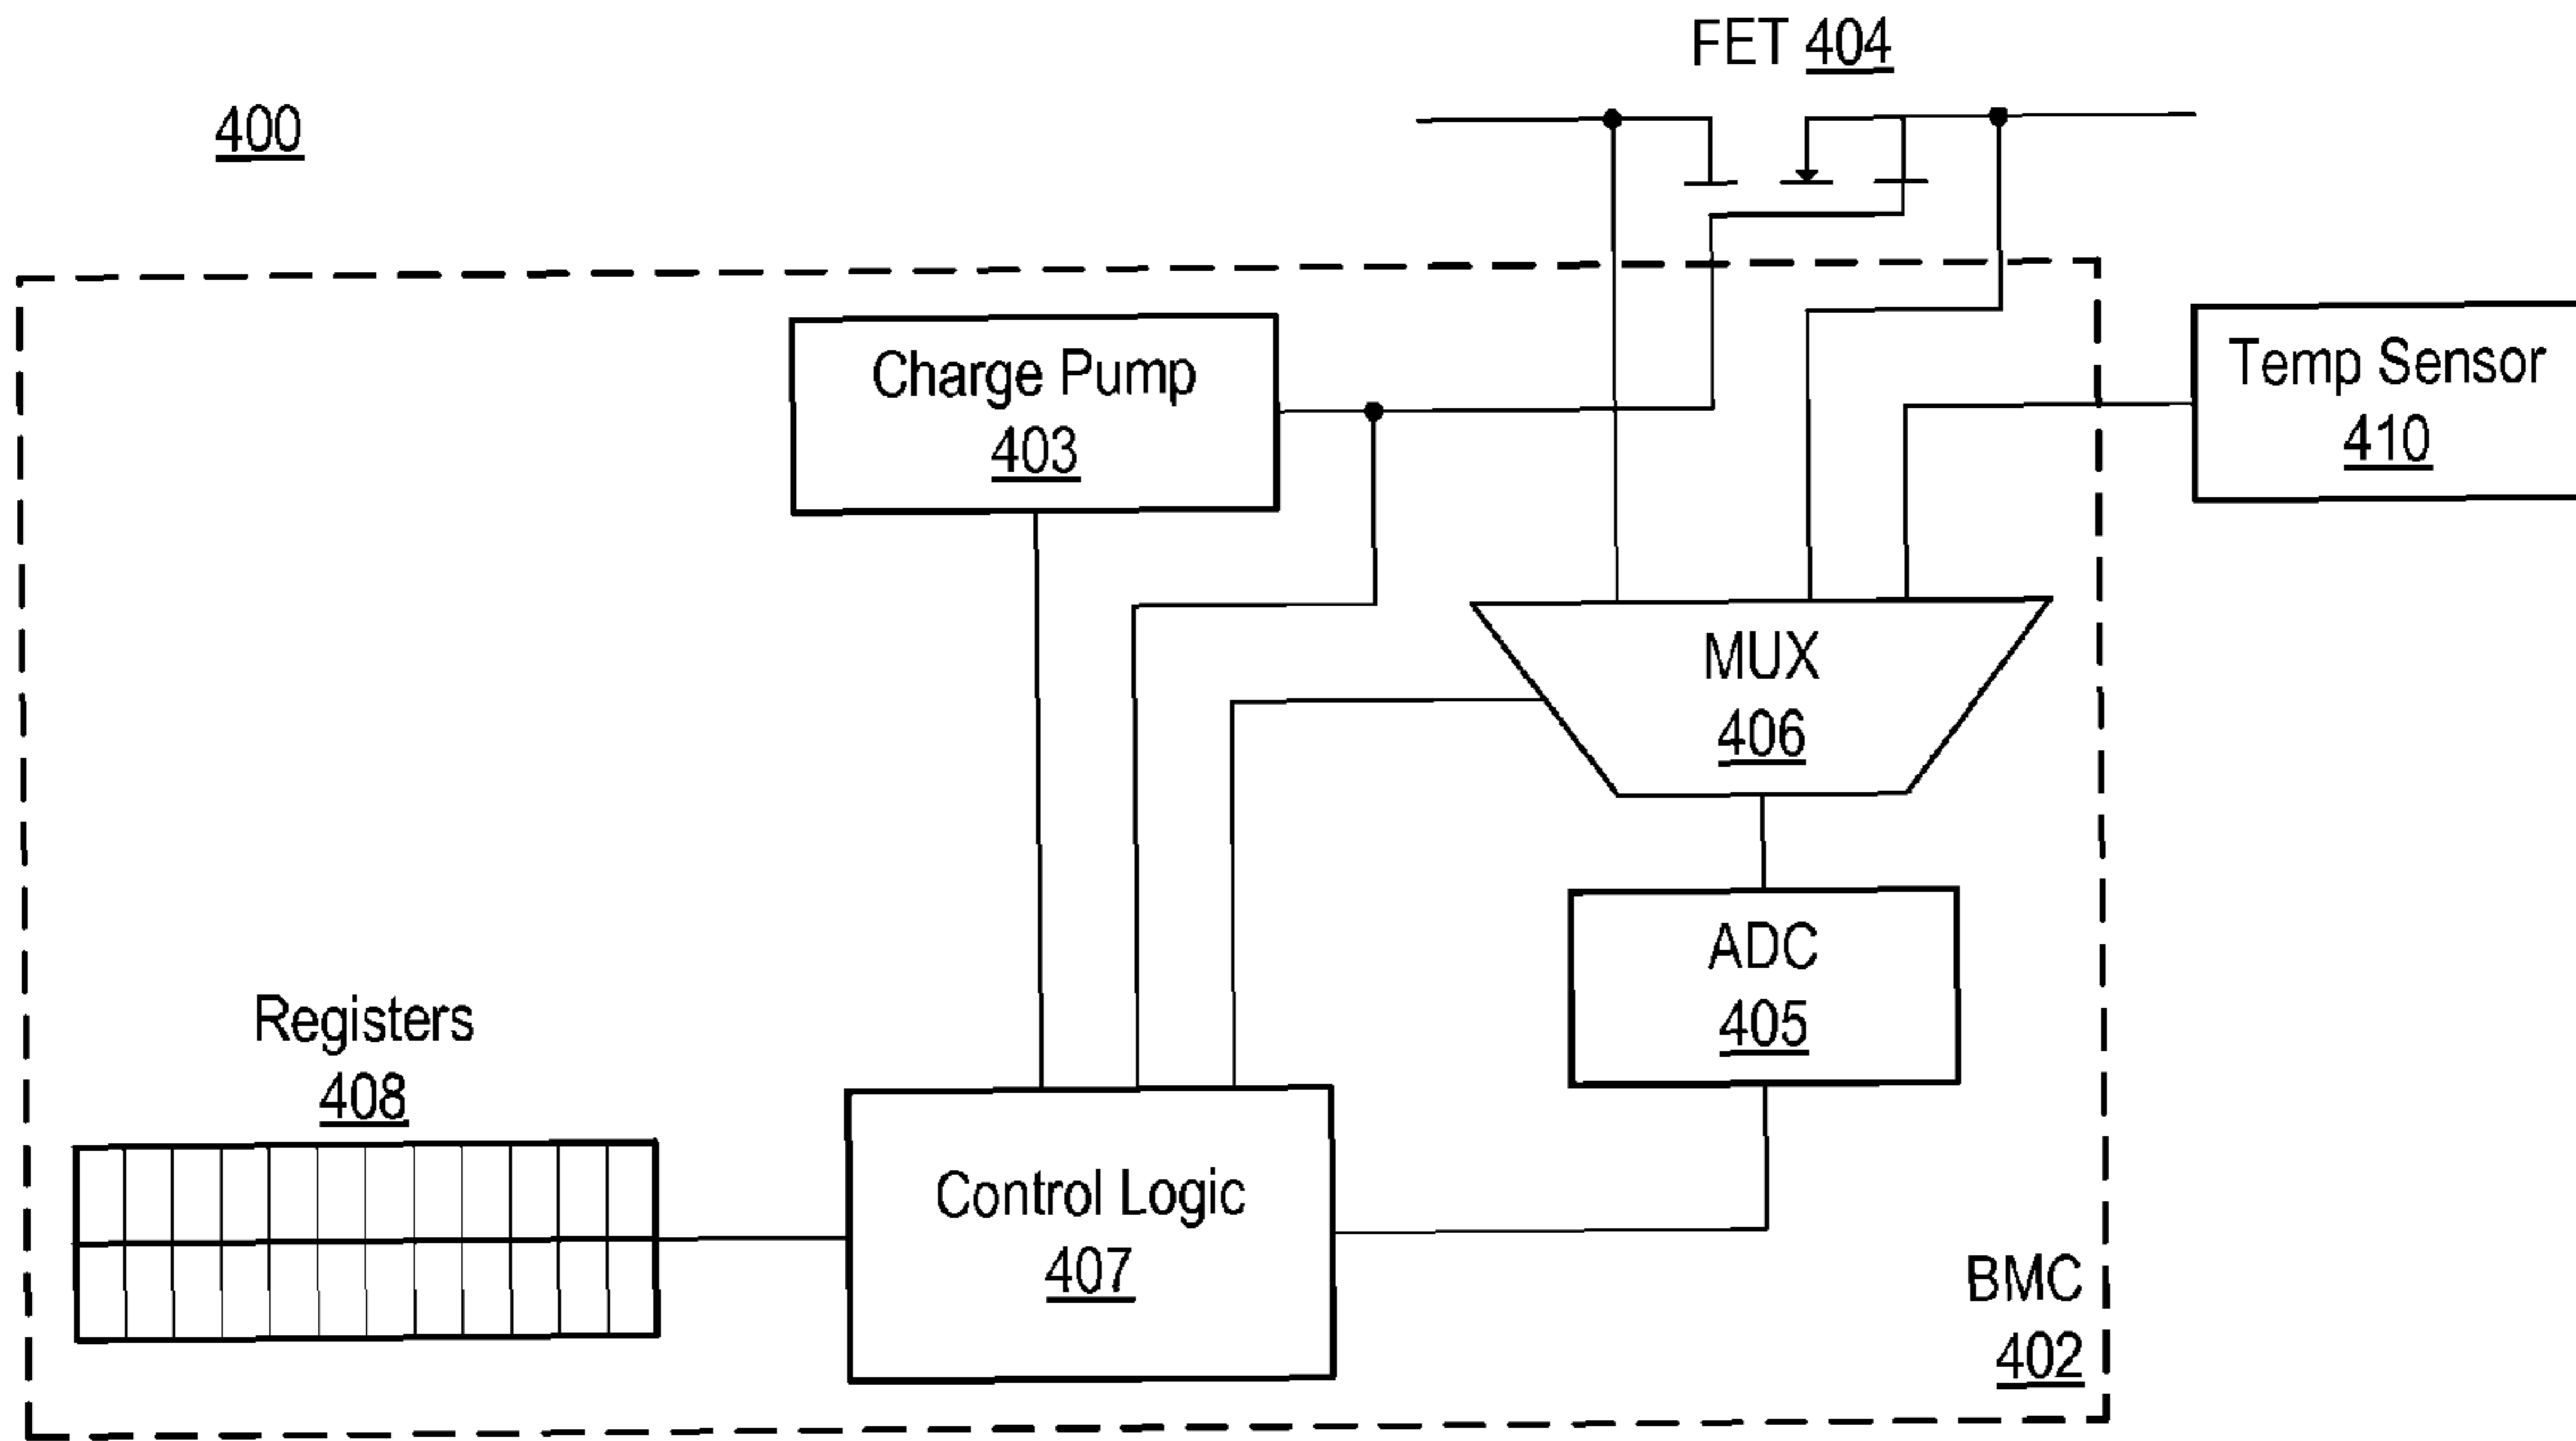 FET 404
400
Charge Pump
403
Temp Sensor
410
MUX
406
ADC
405
Registers
408
Control Logic
407
BMC
402